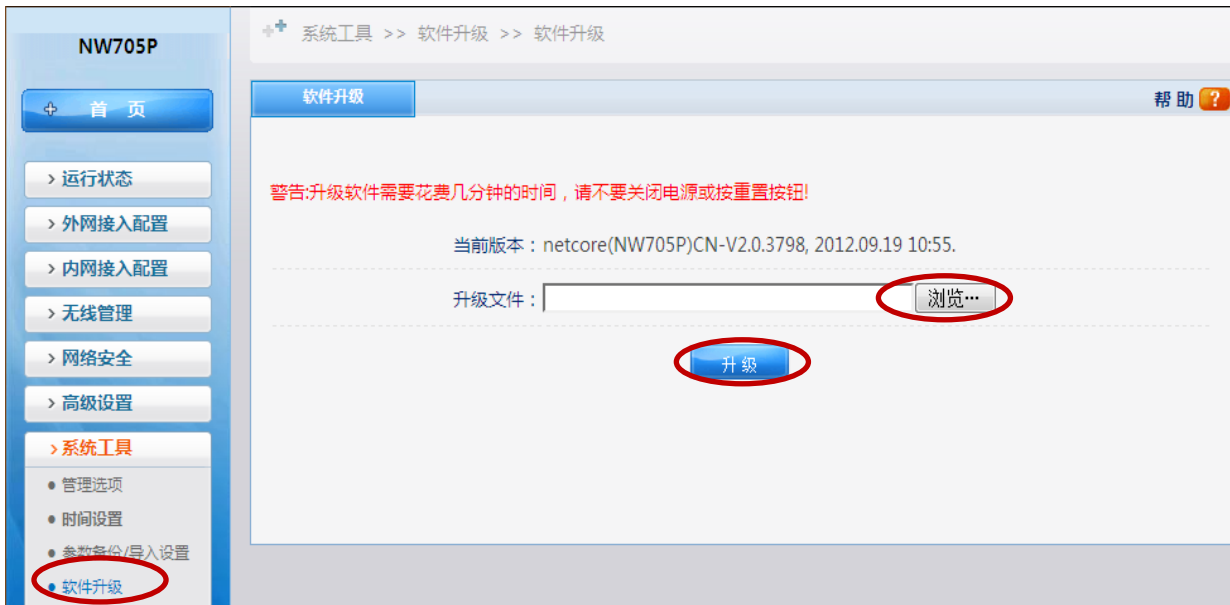 NW705P
首 页
> 运行状态
> 外网接入配置
> 内网接入配置
> 无线管理
> 网络安全
> 高级设置
> 系统工具
● 管理选项
● 时间设置
● 参数备份/导入设置
● 软件升级
系统工具 >> 软件升级 >> 软件升级
软件升级
帮 助 ?
警告:升级软件需要花费几分钟的时间，请不要关闭电源或按重置按钮!
当前版本：netcore(NW705P)CN-V2.0.3798, 2012.09.19 10:55.
升级文件： 浏览…
升 级